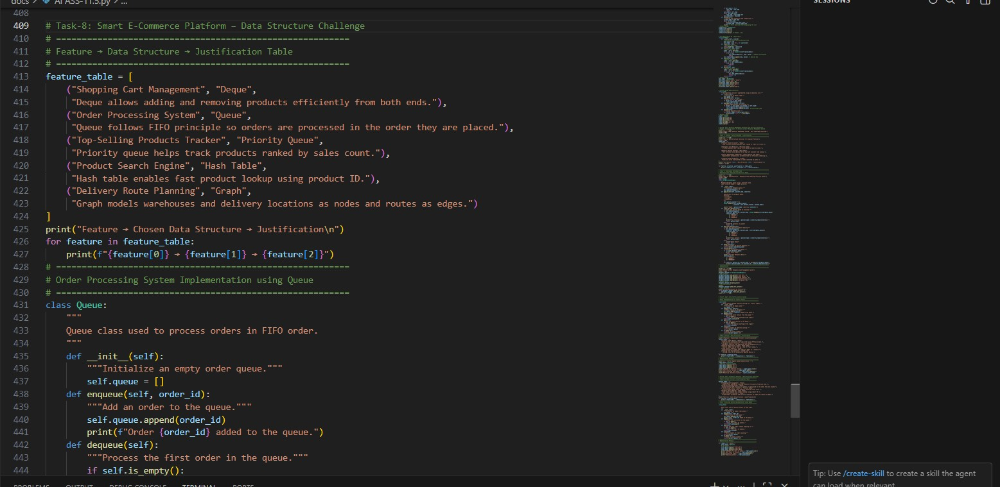 docs > AI ASS-11.5.py > ...
SESSIONS
408
409 # Task-8: Smart E-Commerce Platform – Data Structure Challenge
410 # =========================================================
411 # Feature → Data Structure → Justification Table
412 # =========================================================
413 feature_table = [
414     ("Shopping Cart Management", "Deque",
415      "Deque allows adding and removing products efficiently from both ends."),
416     ("Order Processing System", "Queue",
417      "Queue follows FIFO principle so orders are processed in the order they are placed."),
418     ("Top-Selling Products Tracker", "Priority Queue",
419      "Priority queue helps track products ranked by sales count."),
420     ("Product Search Engine", "Hash Table",
421      "Hash table enables fast product lookup using product ID."),
422     ("Delivery Route Planning", "Graph",
423      "Graph models warehouses and delivery locations as nodes and routes as edges.")
424 ]
425 print("Feature → Chosen Data Structure → Justification\n")
426 for feature in feature_table:
427     print(f"{feature[0]} → {feature[1]} → {feature[2]}")
428 # =========================================================
429 # Order Processing System Implementation using Queue
430 # =========================================================
431 class Queue:
432     """
433     Queue class used to process orders in FIFO order.
434     """
435     def __init__(self):
436         """Initialize an empty order queue."""
437         self.queue = []
438     def enqueue(self, order_id):
439         """Add an order to the queue."""
440         self.queue.append(order_id)
441         print(f"Order {order_id} added to the queue.")
442     def dequeue(self):
443         """Process the first order in the queue."""
444         if self.is_empty():
Tip: Use /create-skill to create a skill the agent
can load when relevant
PROBLEMS OUTPUT DEBUG CONSOLE TERMINAL PORTS